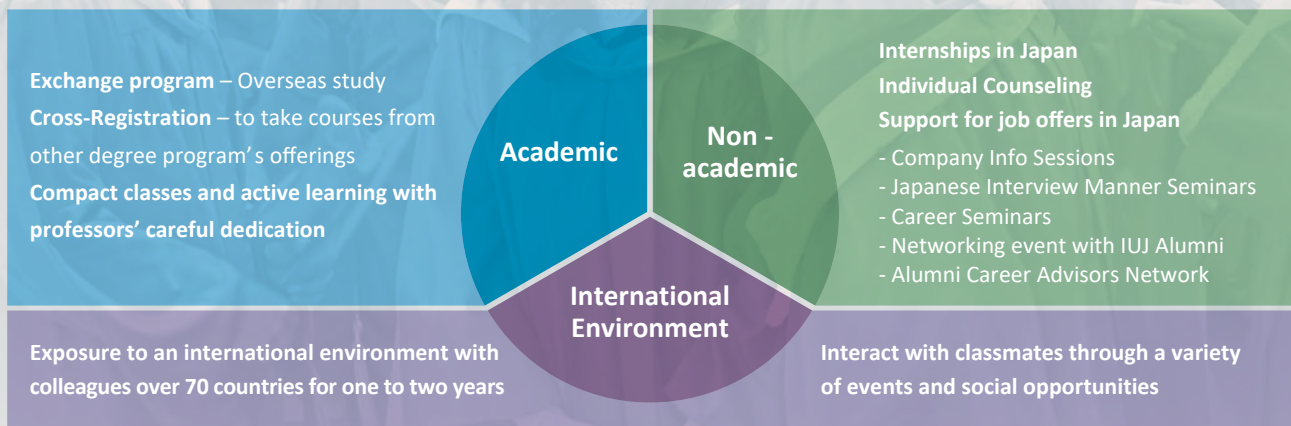 Exchange program – Overseas study
Cross-Registration – to take courses from
other degree program’s offerings
Compact classes and active learning with
professors’ careful dedication
Academic
Non -
academic
Internships in Japan
Individual Counseling
Support for job offers in Japan
- Company Info Sessions
- Japanese Interview Manner Seminars
- Career Seminars
- Networking event with IUJ Alumni
- Alumni Career Advisors Network
International
Environment
Exposure to an international environment with
colleagues over 70 countries for one to two years
Interact with classmates through a variety
of events and social opportunities